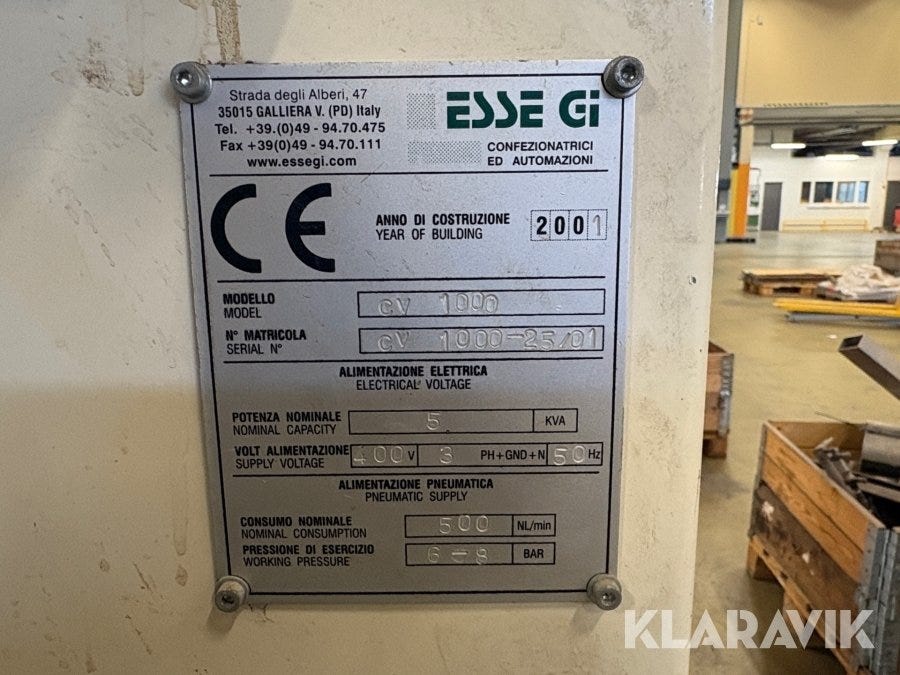 Strada degli Alberi, 47
35015 GALLIERA V. (PD) Italy
Tel. +39.(0)49 - 94.70.475
Fax +39(0)49 - 94.70.111
www.essegi.com
ESSE GI
CONFEZIONATRICI
ED AUTOMAZIONI
CE
ANNO DI COSTRUZIONE
YEAR OF BUILDING
2001
MODELLO
MODEL
CV 1000
N° MATRICOLA
SERIAL N°
CV 1000-25/01
ALIMENTAZIONE ELETTRICA
ELECTRICAL VOLTAGE
POTENZA NOMINALE
NOMINAL CAPACITY
5 KVA
VOLT ALIMENTAZIONE
SUPPLY VOLTAGE
400 V 3 PH+GND+N 50 Hz
ALIMENTAZIONE PNEUMATICA
PNEUMATIC SUPPLY
CONSUMO NOMINALE
NOMINAL CONSUMPTION
500 NL/min
PRESSIONE DI ESERCIZIO
WORKING PRESSURE
6-8 BAR
KLARAVIK